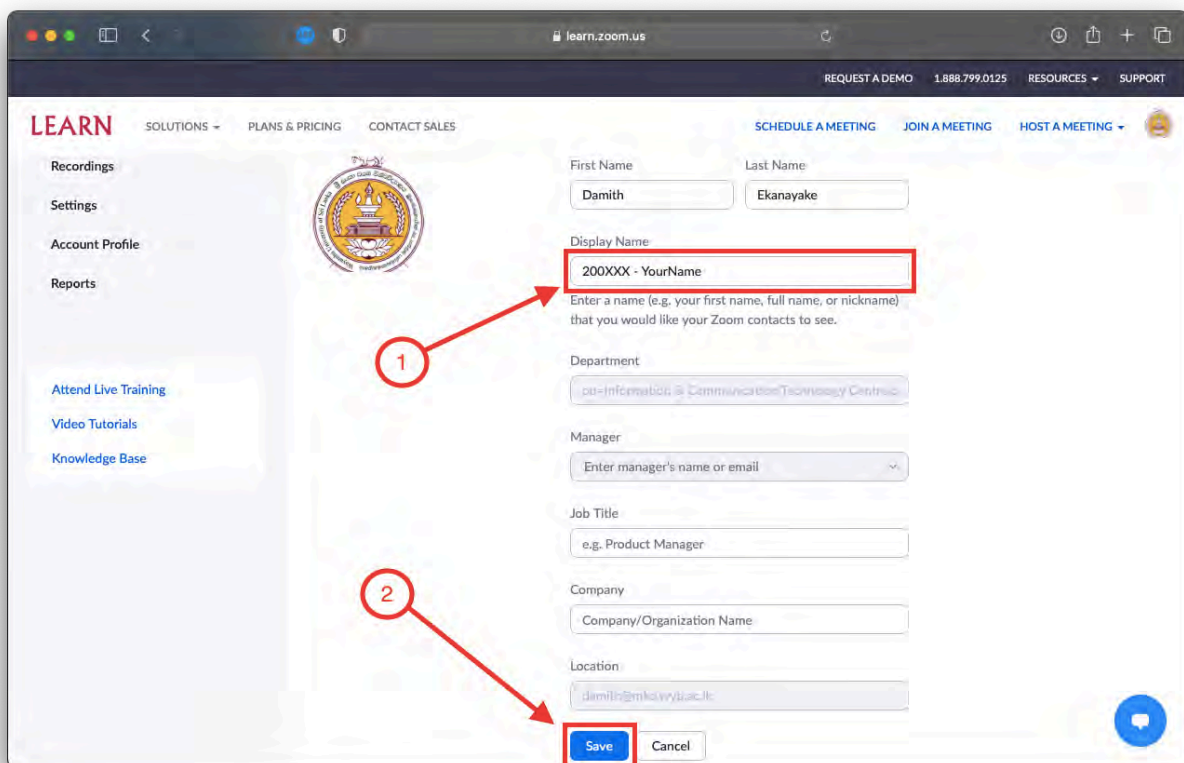 learn.zoom.us
REQUEST A DEMO 1.888.799.0125 RESOURCES SUPPORT
LEARN SOLUTIONS PLANS & PRICING CONTACT SALES SCHEDULE A MEETING JOIN A MEETING HOST A MEETING
Recordings
Settings
Account Profile
Reports
Attend Live Training
Video Tutorials
Knowledge Base
First Name Last Name
Damith Ekanayake
Display Name
200XXX - YourName
Enter a name (e.g. your first name, full name, or nickname)
that you would like your Zoom contacts to see.
1
Department
Information & Communication Technology
Manager
Enter manager's name or email
Job Title
e.g. Product Manager
2
Company
Company/Organization Name
Location
Save Cancel